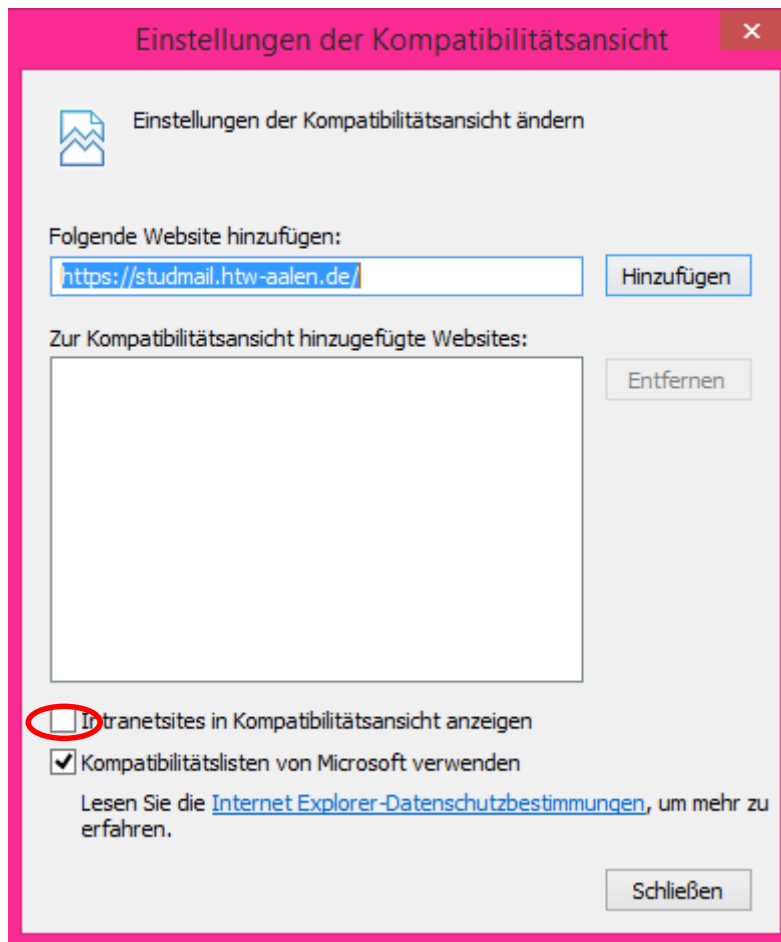 Einstellungen der Kompatibilitätsansicht
Einstellungen der Kompatibilitätsansicht ändern
Folgende Website hinzufügen:
https://studmail.htw-aalen.de/
Hinzufügen
Zur Kompatibilitätsansicht hinzugefügte Websites:
Entfernen
Intranetsites in Kompatibilitätsansicht anzeigen
Kompatibilitätslisten von Microsoft verwenden
Lesen Sie die Internet Explorer-Datenschutzbestimmungen, um mehr zu
erfahren.
Schließen